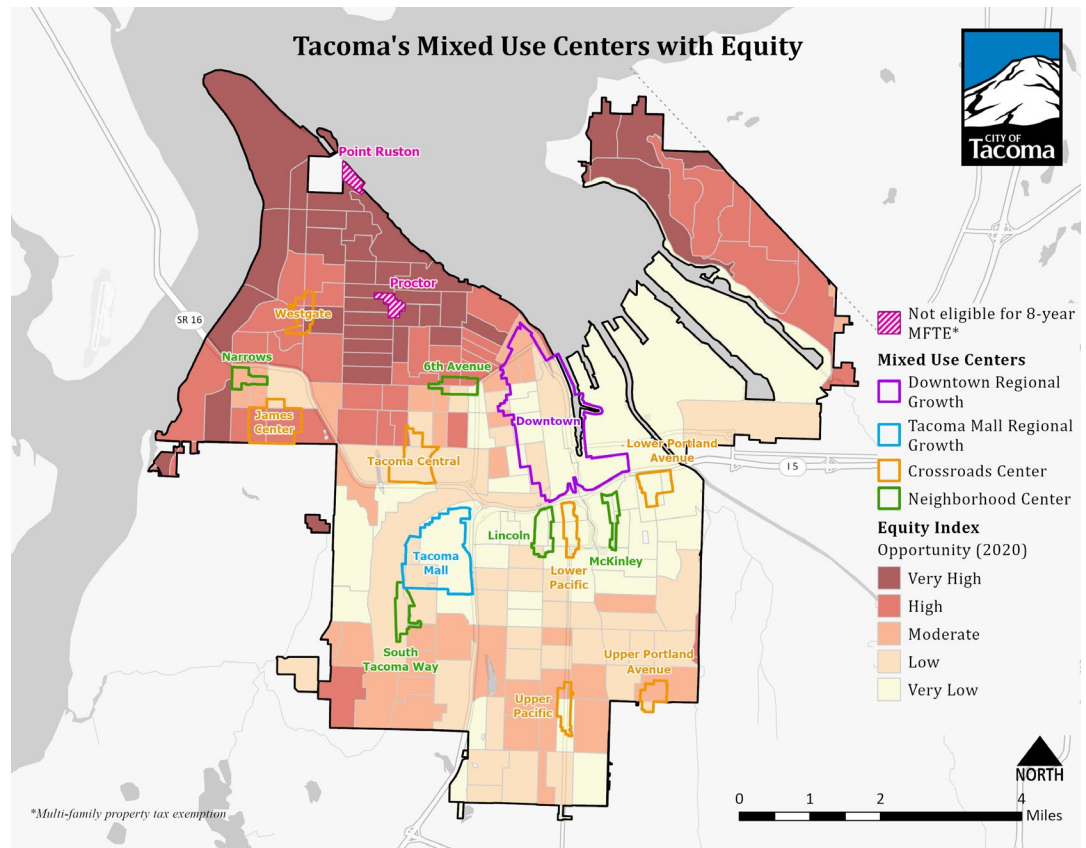 Tacoma's Mixed Use Centers with Equity
CITY OF
Tacoma
Point Ruston
Proctor
Westgate
SR 16
Narrows
6th Avenue
James
Center
Downtown
Tacoma Central
Lower Portland
Avenue
I 5
Lincoln
McKinley
Tacoma
Mall
Lower
Pacific
South
Tacoma Way
Upper Portland
Avenue
Upper
Pacific
Not eligible for 8-year
MFTE*
Mixed Use Centers
Downtown Regional
Growth
Tacoma Mall Regional
Growth
Crossroads Center
Neighborhood Center
Equity Index
Opportunity (2020)
Very High
High
Moderate
Low
Very Low
NORTH
0 1 2 4
Miles
*Multi-family property tax exemption